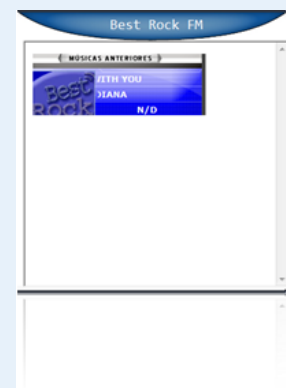 Best Rock FM
MÚSICAS ANTERIORES
WITH YOU
DIANA
Best
ROCK
N/D